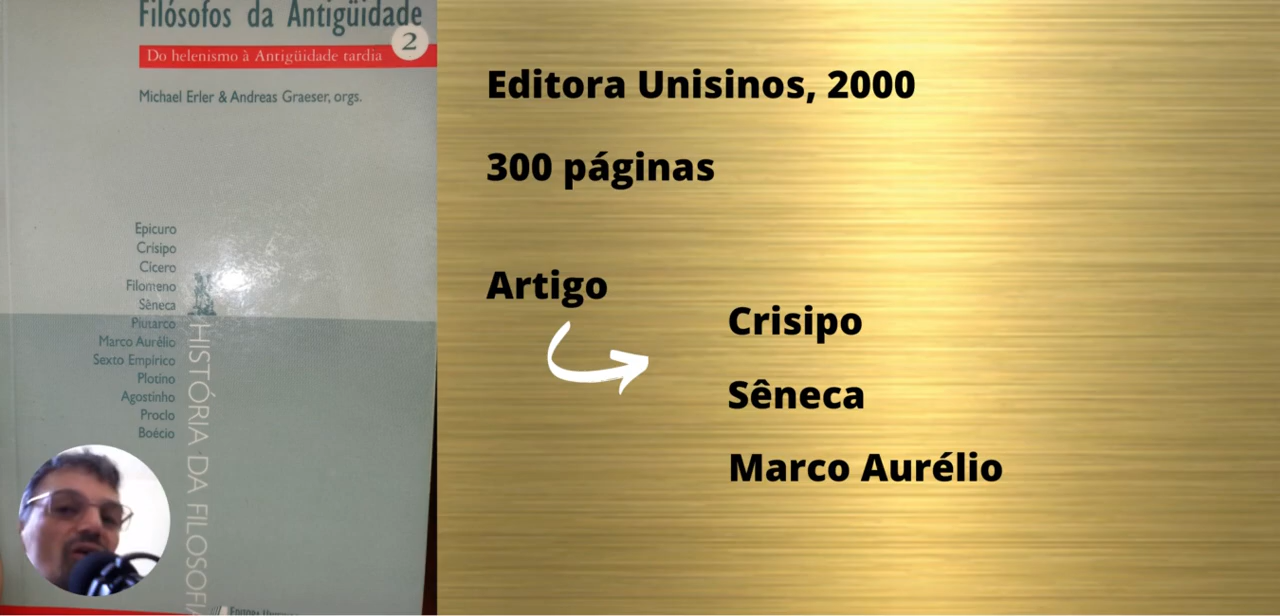 Filósofos da Antigüidade
2
Do helenismo à Antigüidade tardia
Michael Erler & Andreas Graeser, orgs.
Epicuro
Crisipo
Cícero
Filomeno
Sêneca
Plutarco
Marco Aurélio
Sexto Empírico
Plotino
Agostinho
Proclo
Boécio
HISTÓRIA DA FILOSOFIA
Editora
Editora Unisinos, 2000
300 páginas
Artigo
Crisipo
Sêneca
Marco Aurélio